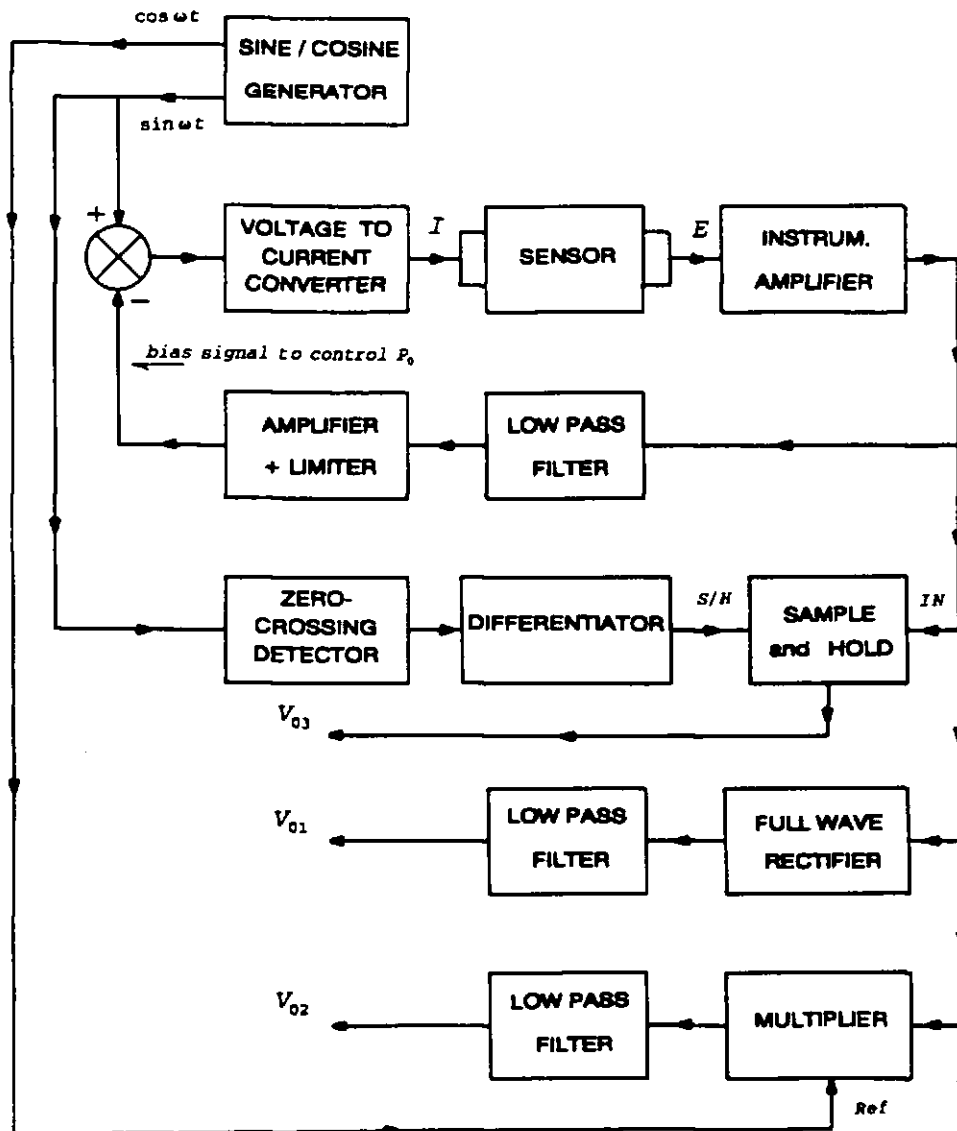 cos ωt
SINE / COSINE
GENERATOR
sin ωt
+
VOLTAGE TO
CURRENT
CONVERTER
I
SENSOR
E
INSTRUM.
AMPLIFIER
−
bias signal to control P₀
AMPLIFIER
+ LIMITER
LOW PASS
FILTER
ZERO-
CROSSING
DETECTOR
DIFFERENTIATOR
S/H
SAMPLE
and HOLD
IN
V₀₃
V₀₁
LOW PASS
FILTER
FULL WAVE
RECTIFIER
V₀₂
LOW PASS
FILTER
MULTIPLIER
Ref